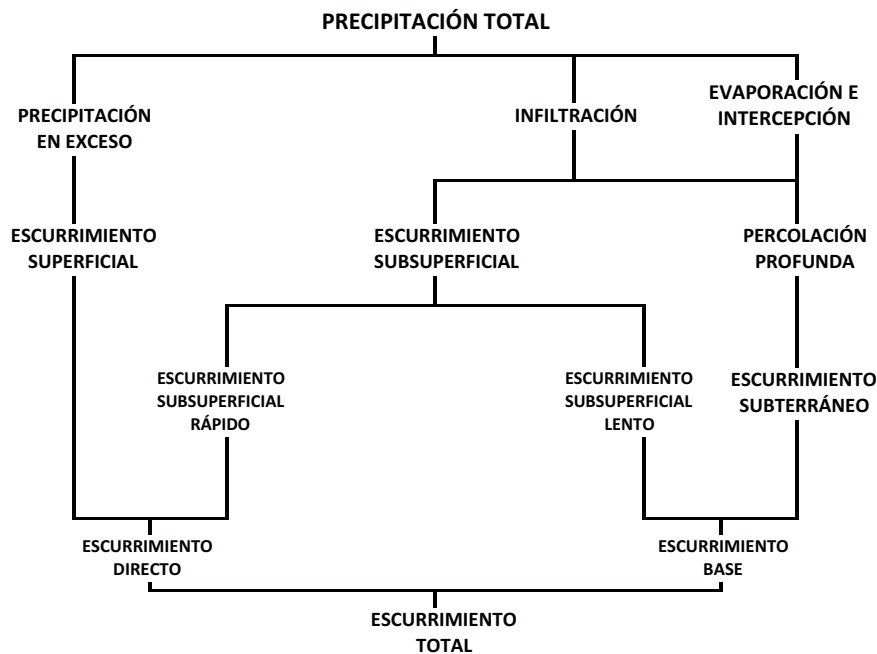 PRECIPITACIÓN TOTAL
PRECIPITACIÓN
EN EXCESO
INFILTRACIÓN
EVAPORACIÓN E
INTERCEPCIÓN
ESCURRIMIENTO
SUPERFICIAL
ESCURRIMIENTO
SUBSUPERFICIAL
PERCOLACIÓN
PROFUNDA
ESCURRIMIENTO
SUBSUPERFICIAL
RÁPIDO
ESCURRIMIENTO
SUBSUPERFICIAL
LENTO
ESCURRIMIENTO
SUBTERRÁNEO
ESCURRIMIENTO
DIRECTO
ESCURRIMIENTO
BASE
ESCURRIMIENTO
TOTAL